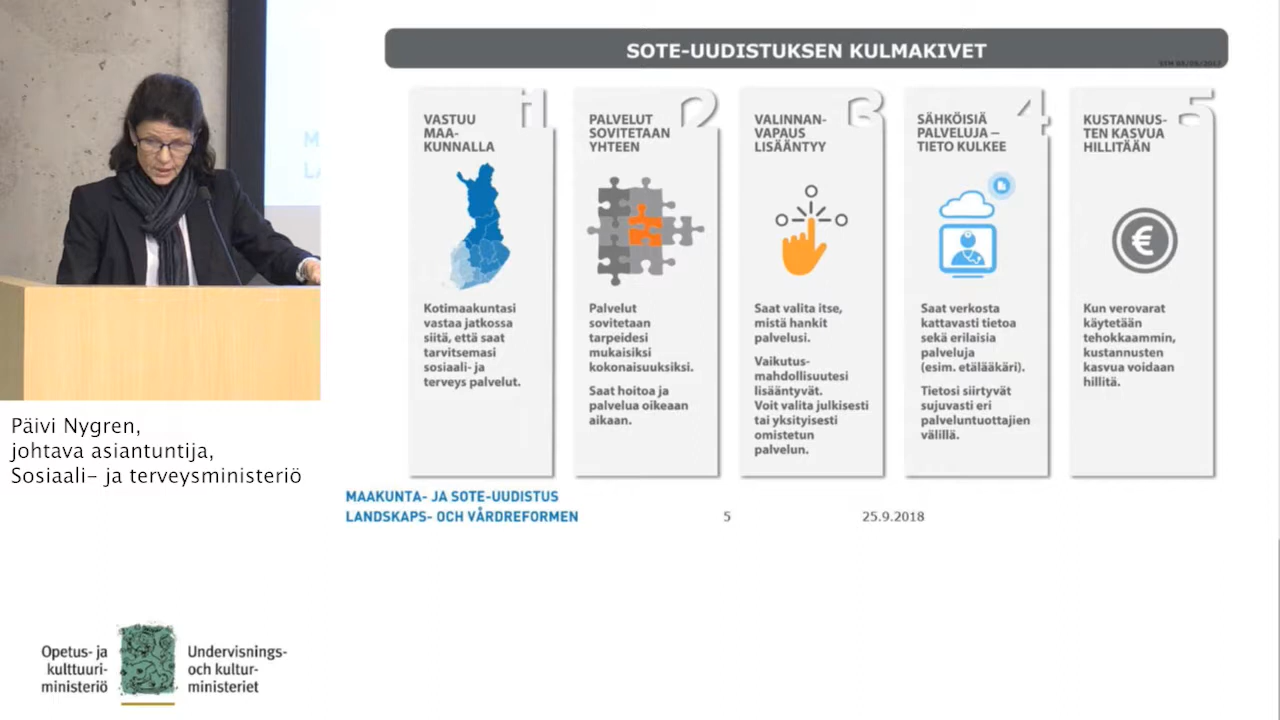 SOTE-UUDISTUKSEN KULMAKIVET
1
VASTUU
MAA-
KUNNALLA
Kotimaakuntasi
vastaa jatkossa
siitä, että saat
tarvitsemasi
sosiaali- ja
terveys palvelut.
2
PALVELUT
SOVITETAAN
YHTEEN
Palvelut
sovitetaan
tarpeidesi
mukaisiksi
kokonaisuuksiksi.
Saat hoitoa ja
palvelua oikeaan
aikaan.
3
VALINNAN-
VAPAUS
LISÄÄNTYY
Saat valita itse,
mistä hankit
palvelusi.
Vaikutus-
mahdollisuutesi
lisääntyvät.
Voit valita julkisesti
tai yksityisesti
omistetun
palvelun.
4
SÄHKÖISIÄ
PALVELUJA –
TIETO KULKEE
Saat verkosta
kattavasti tietoa
sekä erilaisia
palveluja
(esim. etälääkäri).
Tietosi siirtyvät
sujuvasti eri
palveluntuottajien
välillä.
5
KUSTANNUS-
TEN KASVUA
HILLITÄÄN
€
Kun verovarat
käytetään
tehokkaammin,
kustannusten
kasvua voidaan
hillitä.
MAAKUNTA- JA SOTE-UUDISTUS
LANDSKAPS- OCH VÅRDREFORMEN
5
25.9.2018
Päivi Nygren,
johtava asiantuntija,
Sosiaali- ja terveysministeriö
Opetus- ja
kulttuuri-
ministeriö
Undervisnings-
och kultur-
ministeriet